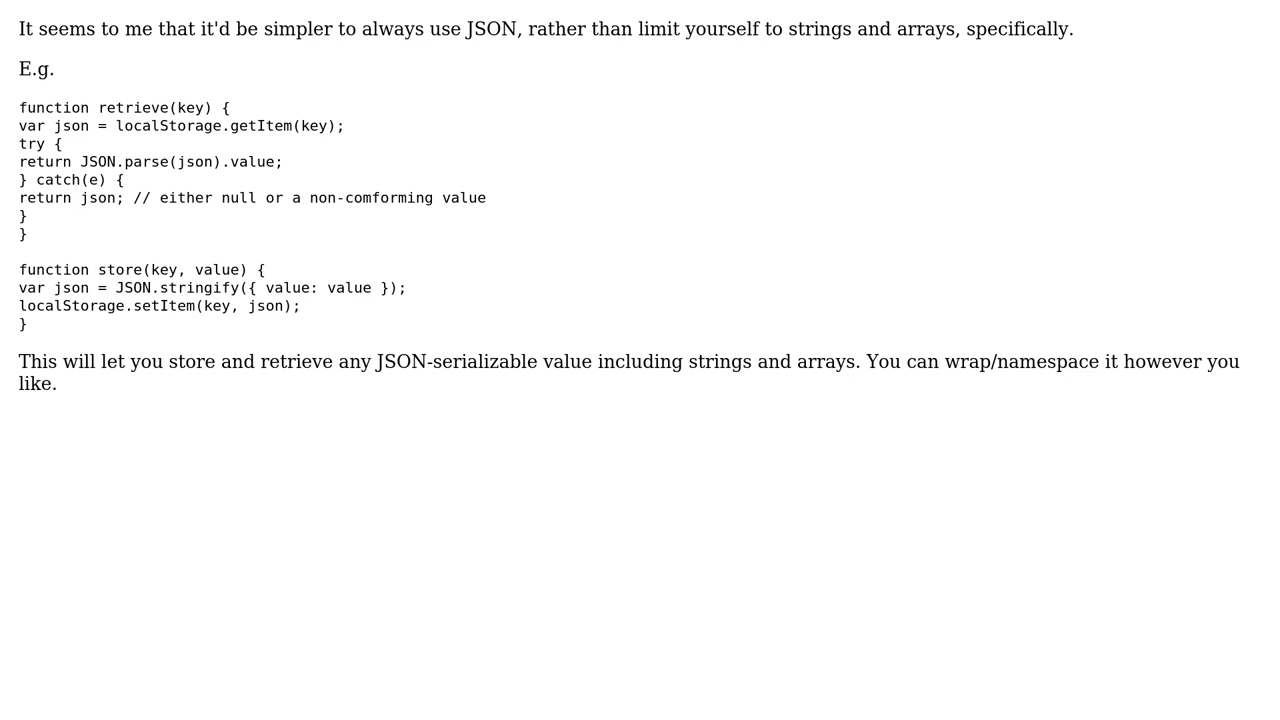 It seems to me that it'd be simpler to always use JSON, rather than limit yourself to strings and arrays, specifically.
E.g.
function retrieve(key) {
var json = localStorage.getItem(key);
try {
return JSON.parse(json).value;
} catch(e) {
return json; // either null or a non-comforming value
}
}
function store(key, value) {
var json = JSON.stringify({ value: value });
localStorage.setItem(key, json);
}
This will let you store and retrieve any JSON-serializable value including strings and arrays. You can wrap/namespace it however you
like.